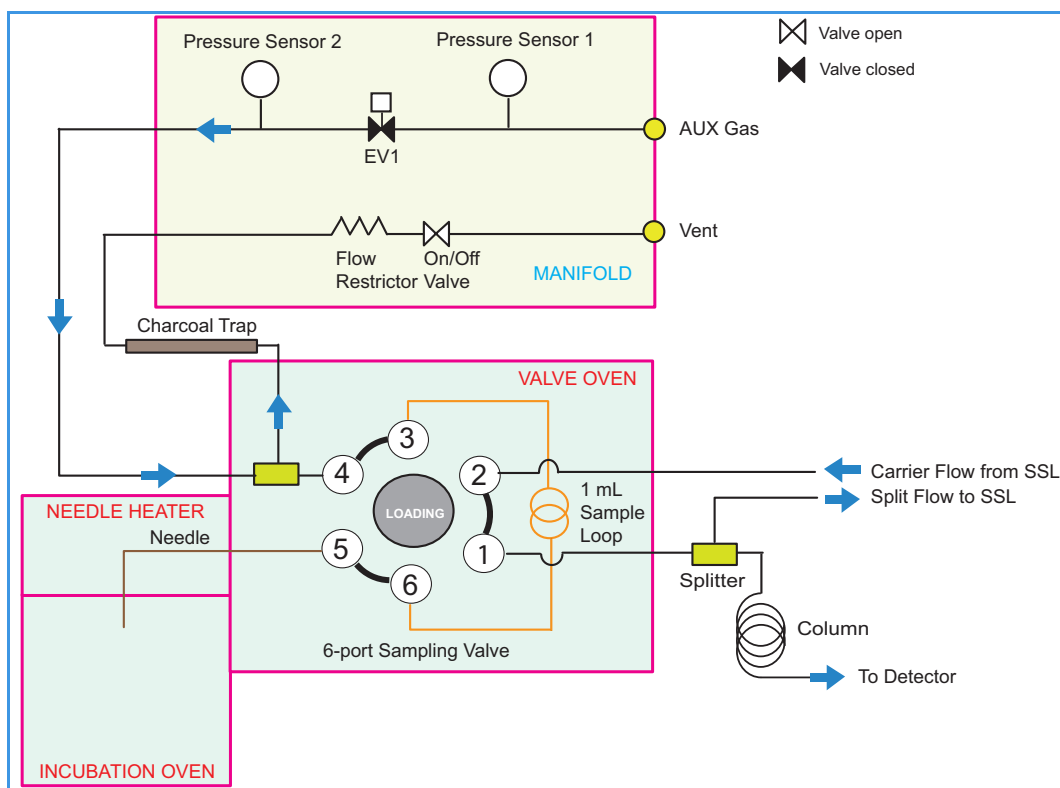 Pressure Sensor 2
Pressure Sensor 1
Valve open
Valve closed
EV1
AUX Gas
Flow
Restrictor
On/Off
Valve
Vent
MANIFOLD
Charcoal Trap
VALVE OVEN
3
4
2
LOADING
1 mL
Sample
Loop
Carrier Flow from SSL
Split Flow to SSL
NEEDLE HEATER
Needle
5
6
1
Splitter
Column
6-port Sampling Valve
To Detector
INCUBATION OVEN